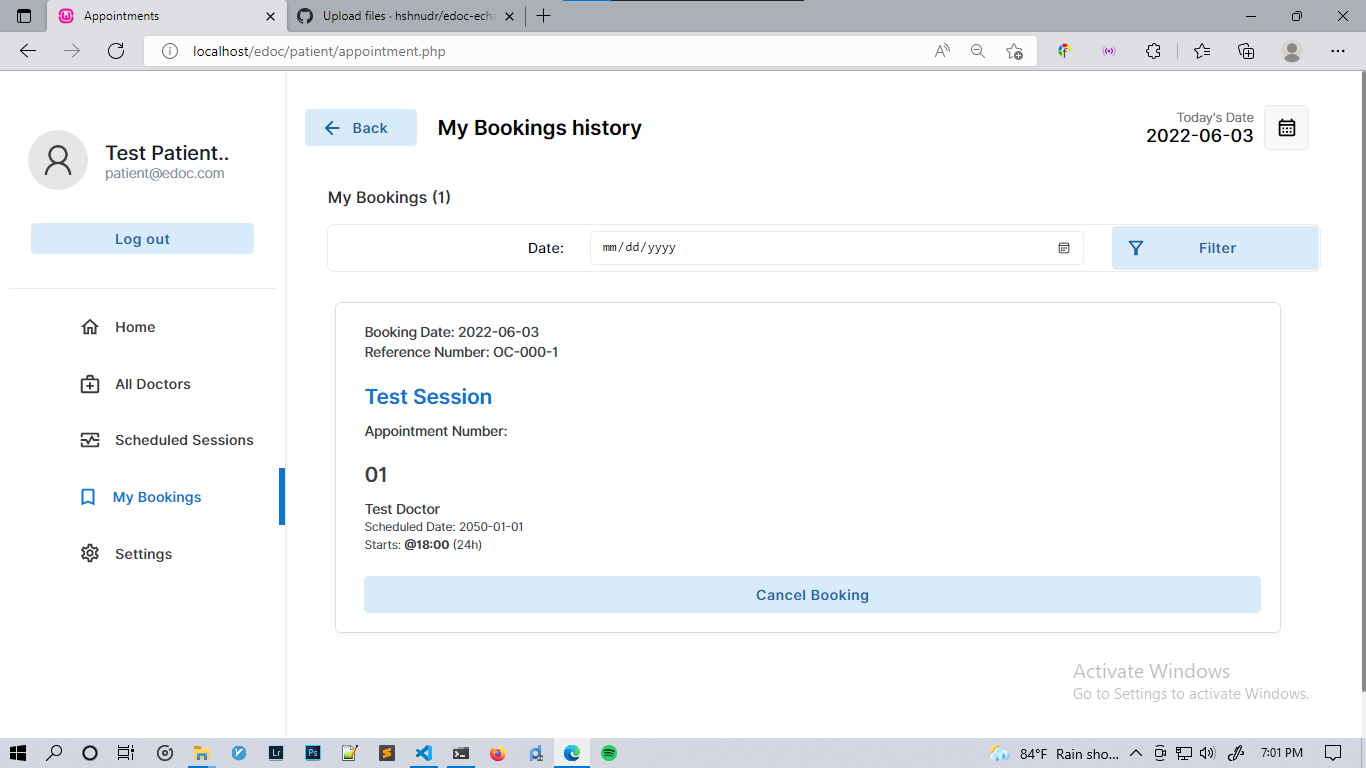 Appointments
Upload files · hshnudr/edoc-echa
localhost/edoc/patient/appointment.php
Test Patient..
patient@edoc.com
Log out
Home
All Doctors
Scheduled Sessions
My Bookings
Settings
Back
My Bookings history
Today's Date
2022-06-03
My Bookings (1)
Date:
mm/dd/yyyy
Filter
Booking Date: 2022-06-03
Reference Number: OC-000-1
Test Session
Appointment Number:
01
Test Doctor
Scheduled Date: 2050-01-01
Starts: @18:00 (24h)
Cancel Booking
Activate Windows
Go to Settings to activate Windows.
Lr
Ps
84°F Rain sho...
7:01 PM